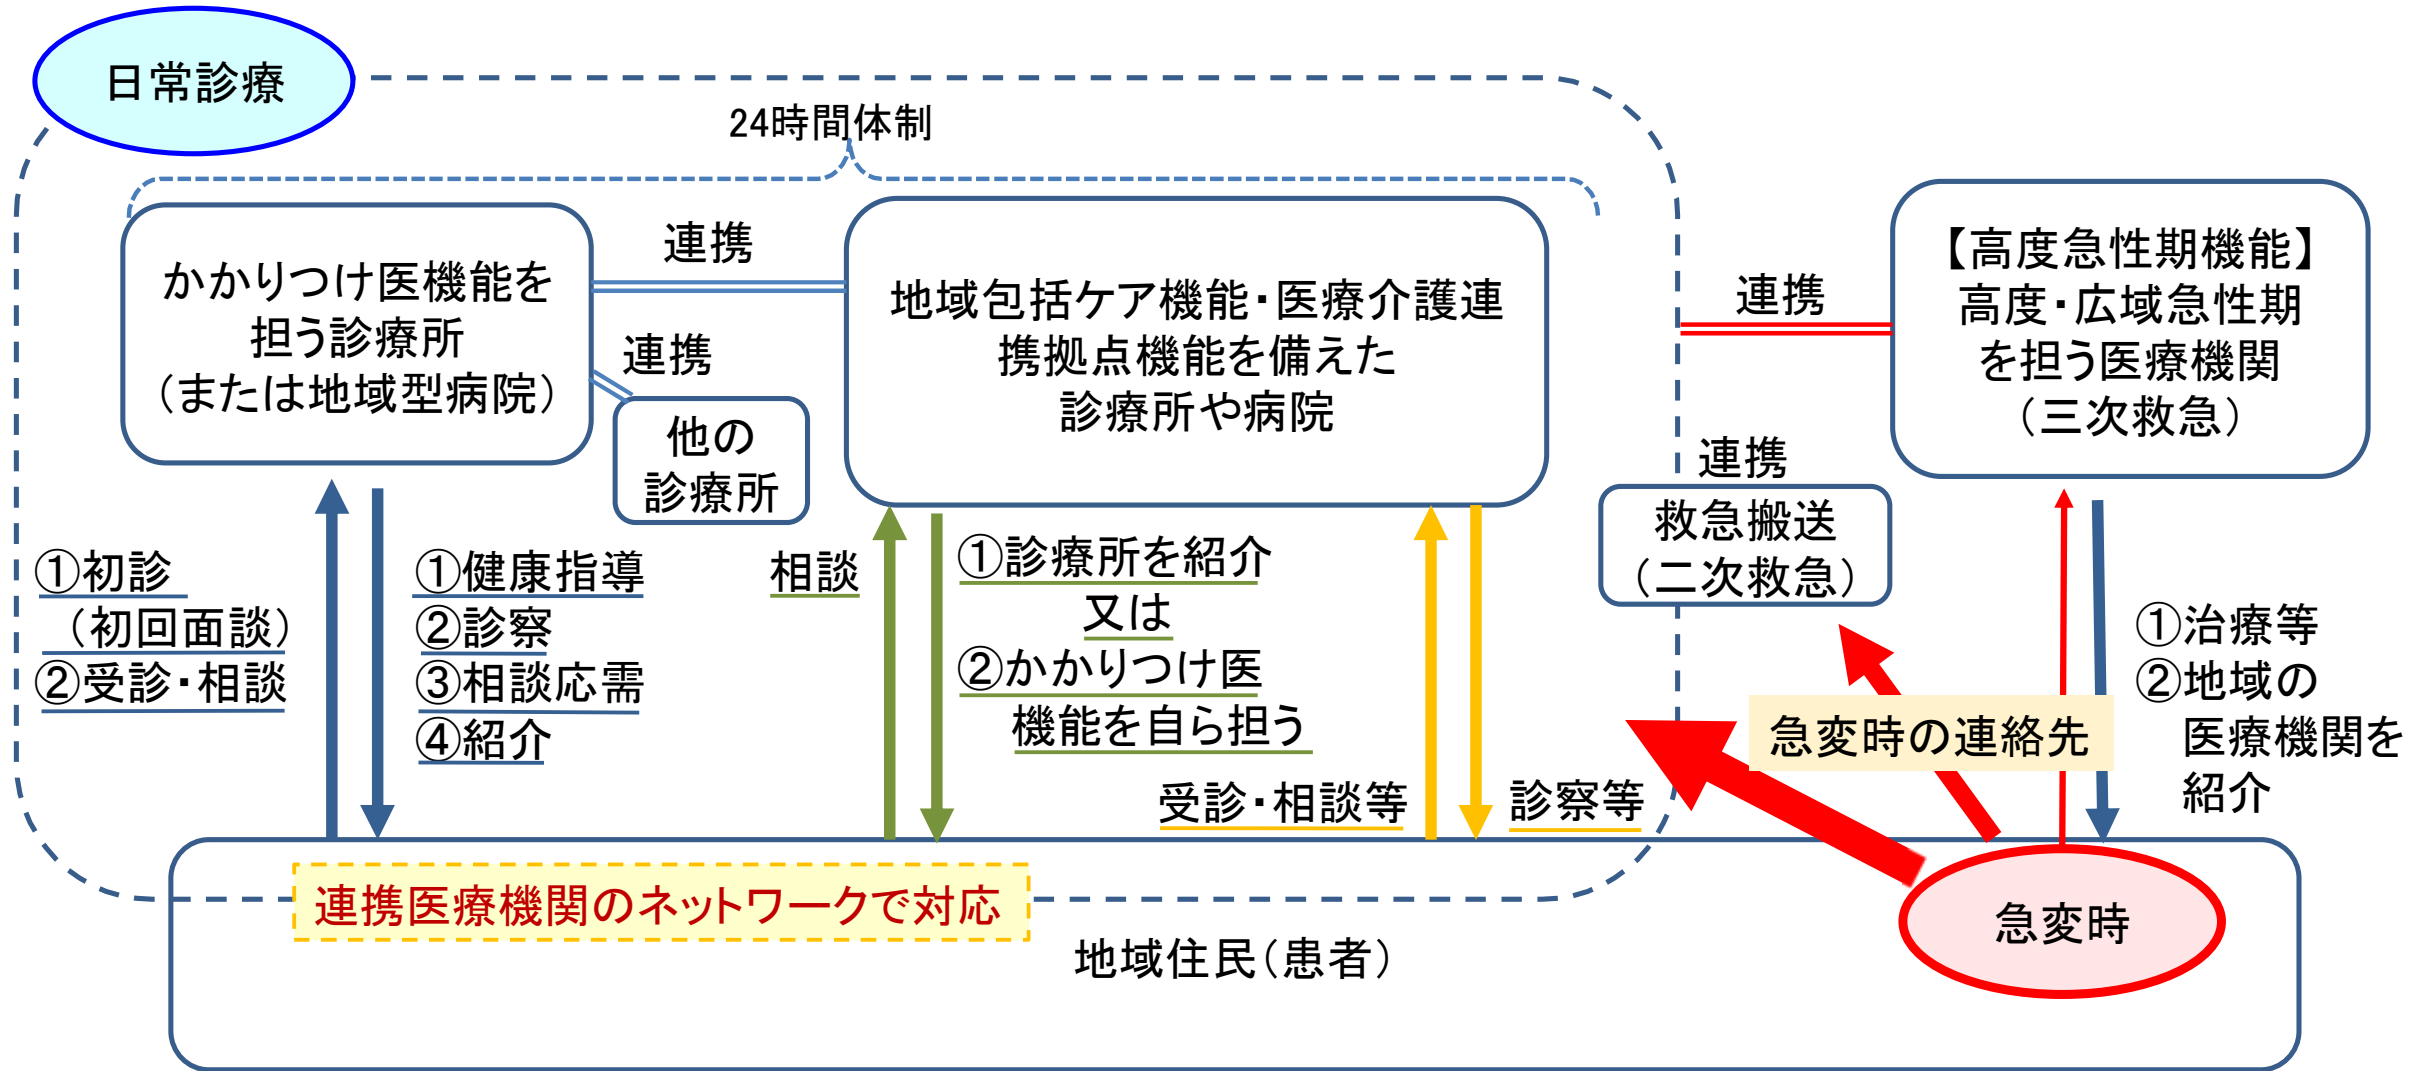 日常診療
24時間体制
かかりつけ医機能を
担う診療所
（または地域型病院）
連携
連携
他の
診療所
地域包括ケア機能・医療介護連
携拠点機能を備えた
診療所や病院
連携
【高度急性期機能】
高度・広域急性期
を担う医療機関
（三次救急）
連携
救急搬送
（二次救急）
①初診
（初回面談）
②受診・相談
①健康指導
②診察
③相談応需
④紹介
相談
①診療所を紹介
又は
②かかりつけ医
機能を自ら担う
受診・相談等
診察等
急変時の連絡先
①治療等
②地域の
医療機関を
紹介
連携医療機関のネットワークで対応
地域住民（患者）
急変時